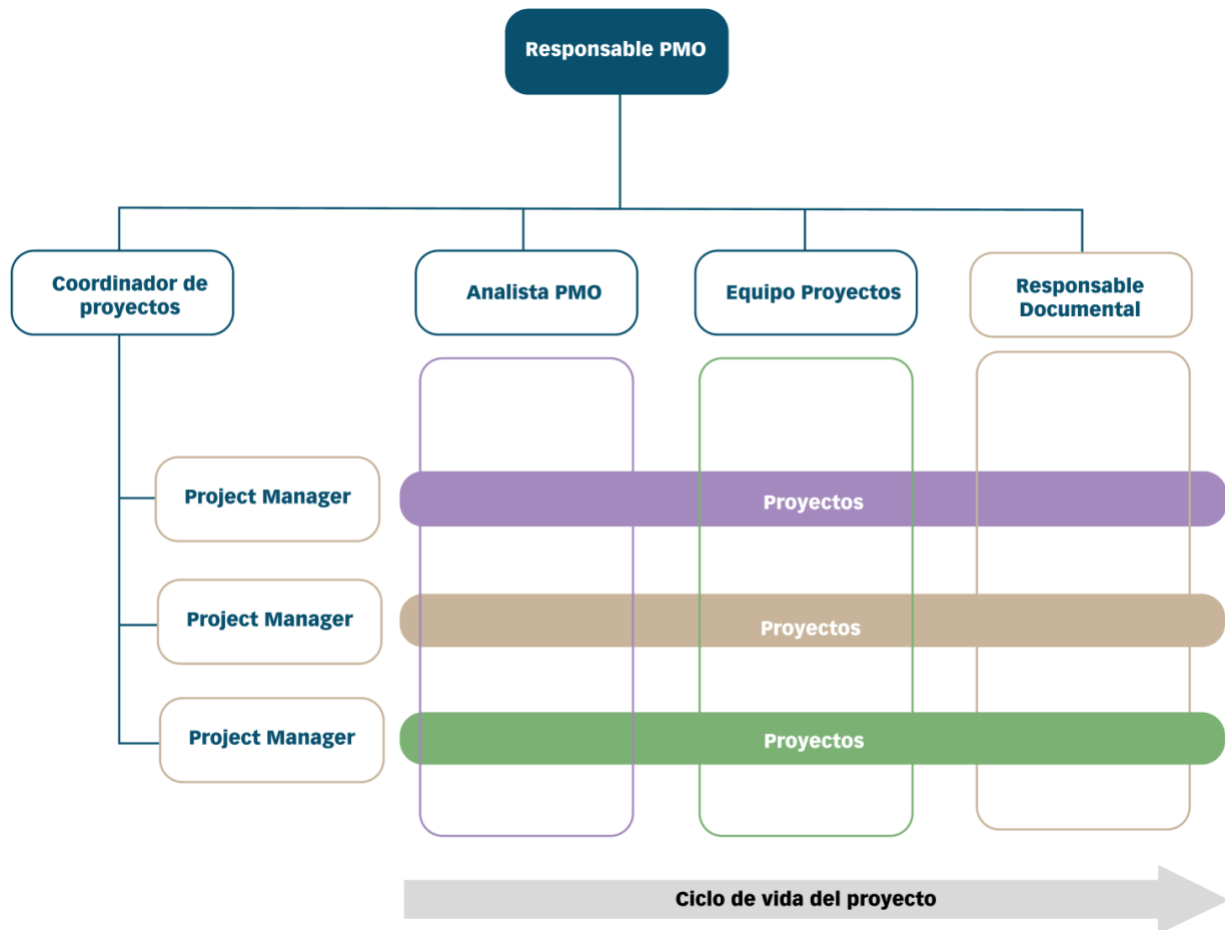 Responsable PMO
Coordinador de
proyectos
Analista PMO
Equipo Proyectos
Responsable
Documental
Project Manager
Proyectos
Project Manager
Proyectos
Project Manager
Proyectos
Ciclo de vida del proyecto